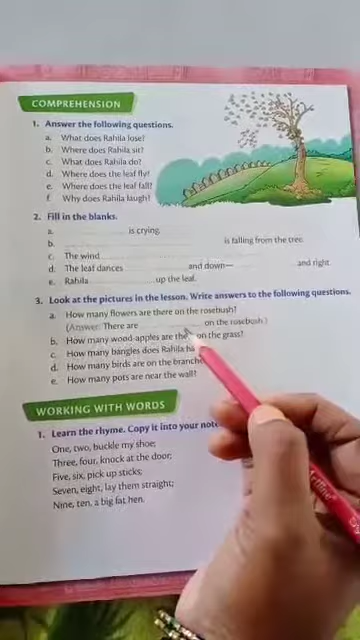 COMPREHENSION
1. Answer the following questions.
a. What does Rahila lose?
b. Where does Rahila sit?
c. What does Rahila do?
d. Where does the leaf fly?
e. Where does the leaf fall?
f. Why does Rahila laugh?
2. Fill in the blanks.
a. is crying.
b. is falling from the tree.
c. The wind
d. The leaf dances and down— and right.
e. Rahila up the leaf.
3. Look at the pictures in the lesson. Write answers to the following questions.
a. How many flowers are there on the rosebush?
(Answer: There are on the rosebush.)
b. How many wood-apples are on the grass?
c. How many bangles does Rahila
d. How many birds are on the
e. How many pots are near the wall?
WORKING WITH WORDS
1. Learn the rhyme. Copy it into your
One, two, buckle my shoe;
Three, four, knock at the door;
Five, six, pick up sticks;
Seven, eight, lay them straight;
Nine, ten, a big fat hen.